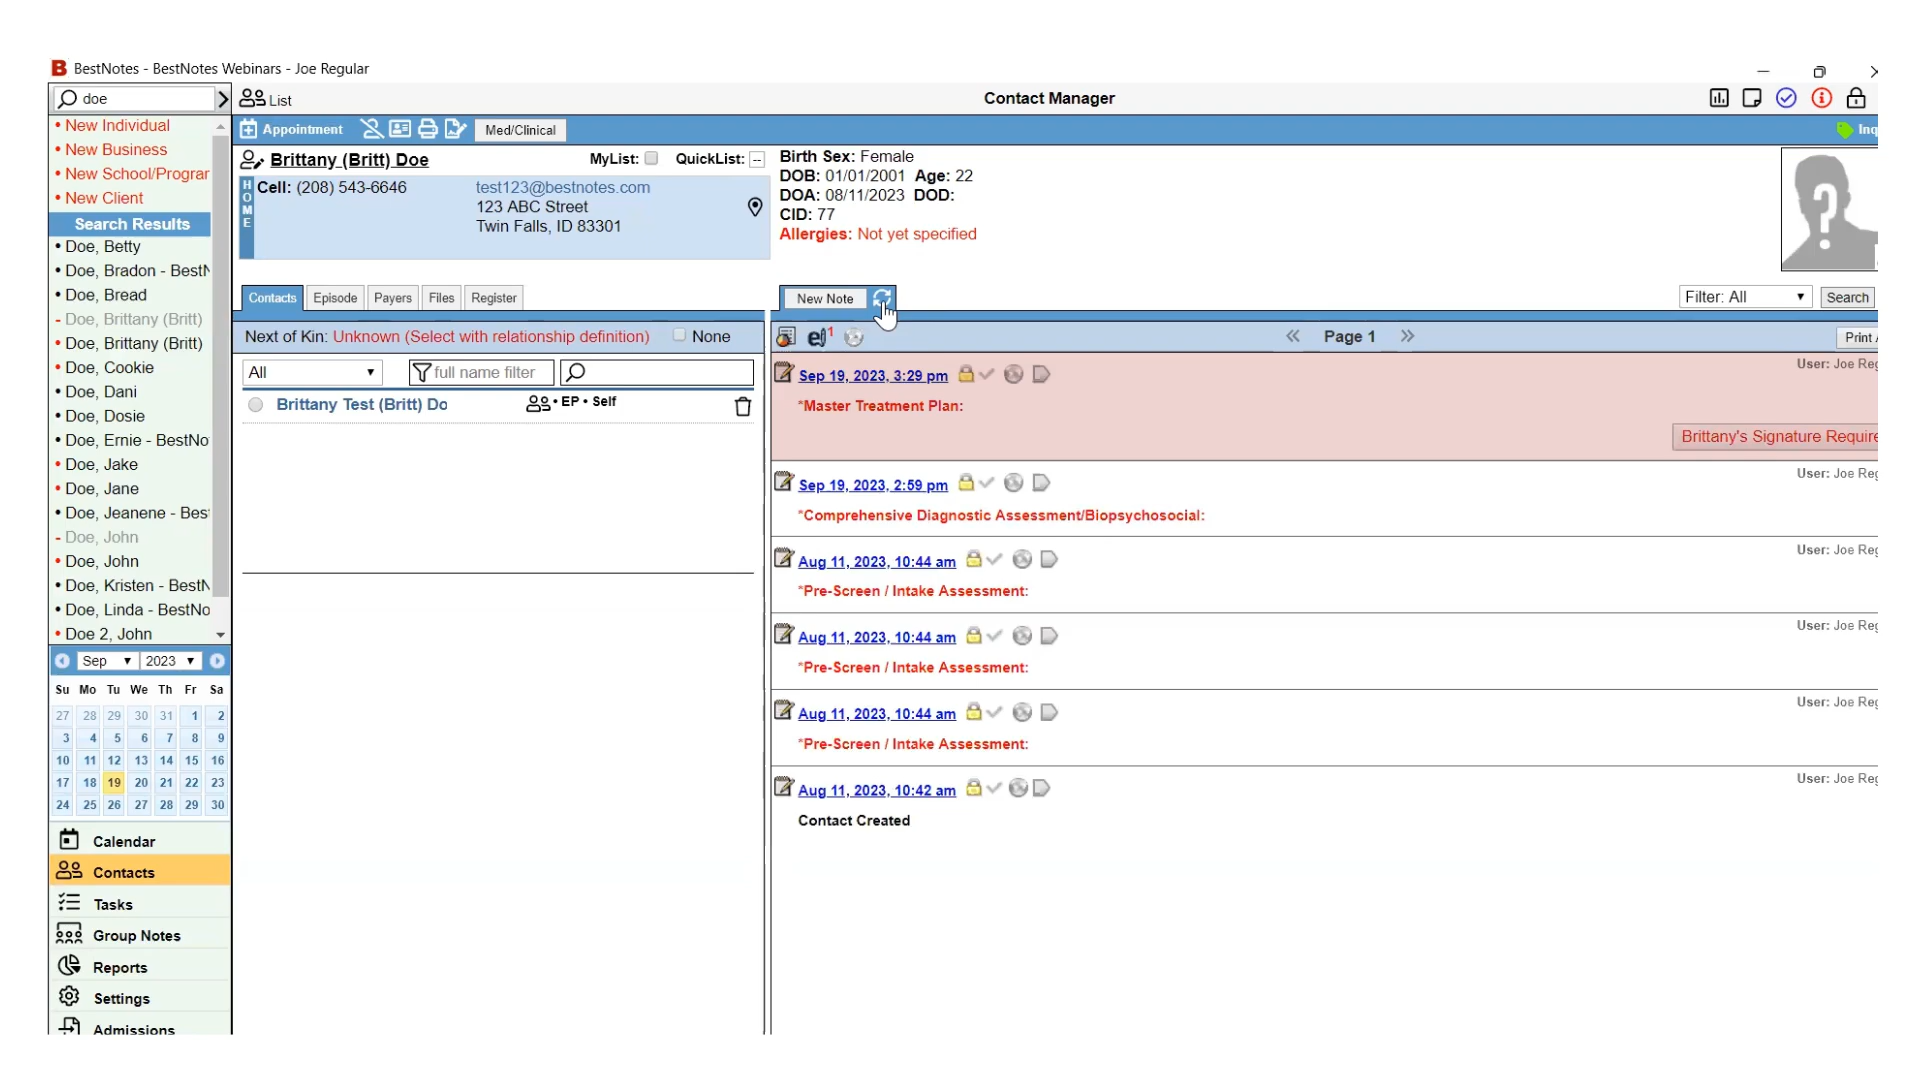 B BestNotes - BestNotes Webinars - Joe Regular
doe
List
Contact Manager
• New Individual
• New Business
• New School/Prograr
• New Client
Search Results
• Doe, Betty
• Doe, Bradon - BestN
• Doe, Bread
- Doe, Brittany (Britt)
• Doe, Brittany (Britt)
• Doe, Cookie
• Doe, Dani
• Doe, Dosie
• Doe, Ernie - BestNo
• Doe, Jake
• Doe, Jane
• Doe, Jeanene - Bes
- Doe, John
• Doe, John
• Doe, Kristen - BestN
• Doe, Linda - BestNo
• Doe 2, John
Sep 2023
Su Mo Tu We Th Fr Sa
27 28 29 30 31 1 2
3 4 5 6 7 8 9
10 11 12 13 14 15 16
17 18 19 20 21 22 23
24 25 26 27 28 29 30
Calendar
Contacts
Tasks
Group Notes
Reports
Settings
Admissions
Appointment Med/Clinical
Inq
Brittany (Britt) Doe MyList: QuickList: --
HOME
Cell: (208) 543-6646 test123@bestnotes.com
123 ABC Street
Twin Falls, ID 83301
Birth Sex: Female
DOB: 01/01/2001 Age: 22
DOA: 08/11/2023 DOD:
CID: 77
Allergies: Not yet specified
Contacts Episode Payers Files Register
Next of Kin: Unknown (Select with relationship definition) None
All full name filter
Brittany Test (Britt) Do • EP • Self
New Note Filter: All Search
e 1 Page 1 Print
Sep 19, 2023, 3:29 pm User: Joe Reg
*Master Treatment Plan:
Brittany's Signature Require
Sep 19, 2023, 2:59 pm User: Joe Reg
*Comprehensive Diagnostic Assessment/Biopsychosocial:
Aug 11, 2023, 10:44 am User: Joe Reg
*Pre-Screen / Intake Assessment:
Aug 11, 2023, 10:44 am User: Joe Reg
*Pre-Screen / Intake Assessment:
Aug 11, 2023, 10:44 am User: Joe Reg
*Pre-Screen / Intake Assessment:
Aug 11, 2023, 10:42 am User: Joe Reg
Contact Created